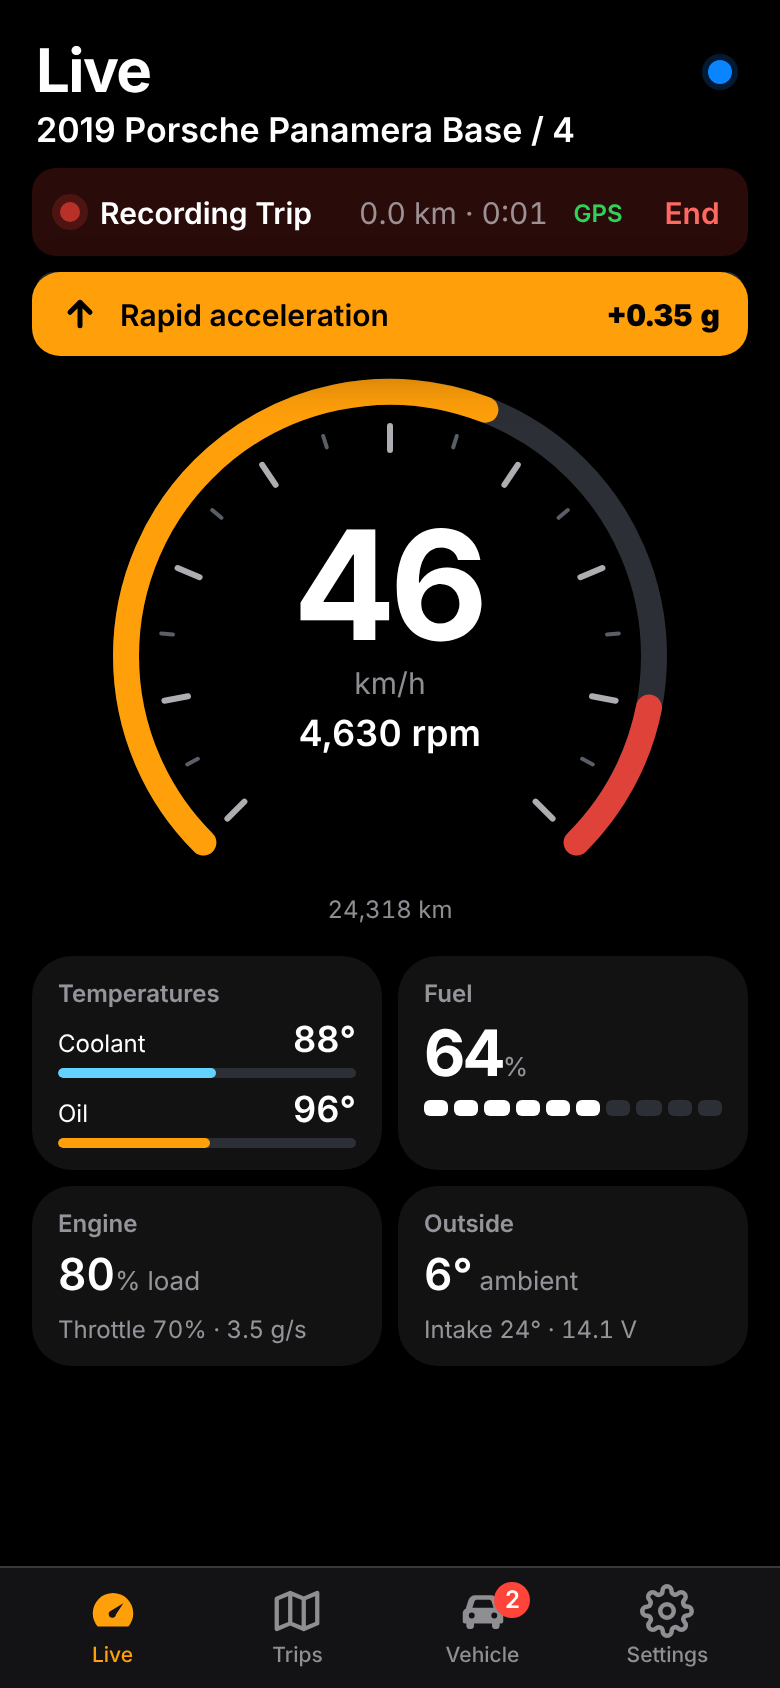 Live
2019 Porsche Panamera Base / 4
Recording Trip 0.0 km · 0:01 GPS End
Rapid acceleration +0.35 g
46
km/h
4,630 rpm
24,318 km
Temperatures
Coolant 88°
Oil 96°
Fuel
64%
Engine
80% load
Throttle 70% · 3.5 g/s
Outside
6° ambient
Intake 24° · 14.1 V
2
Live Trips Vehicle Settings